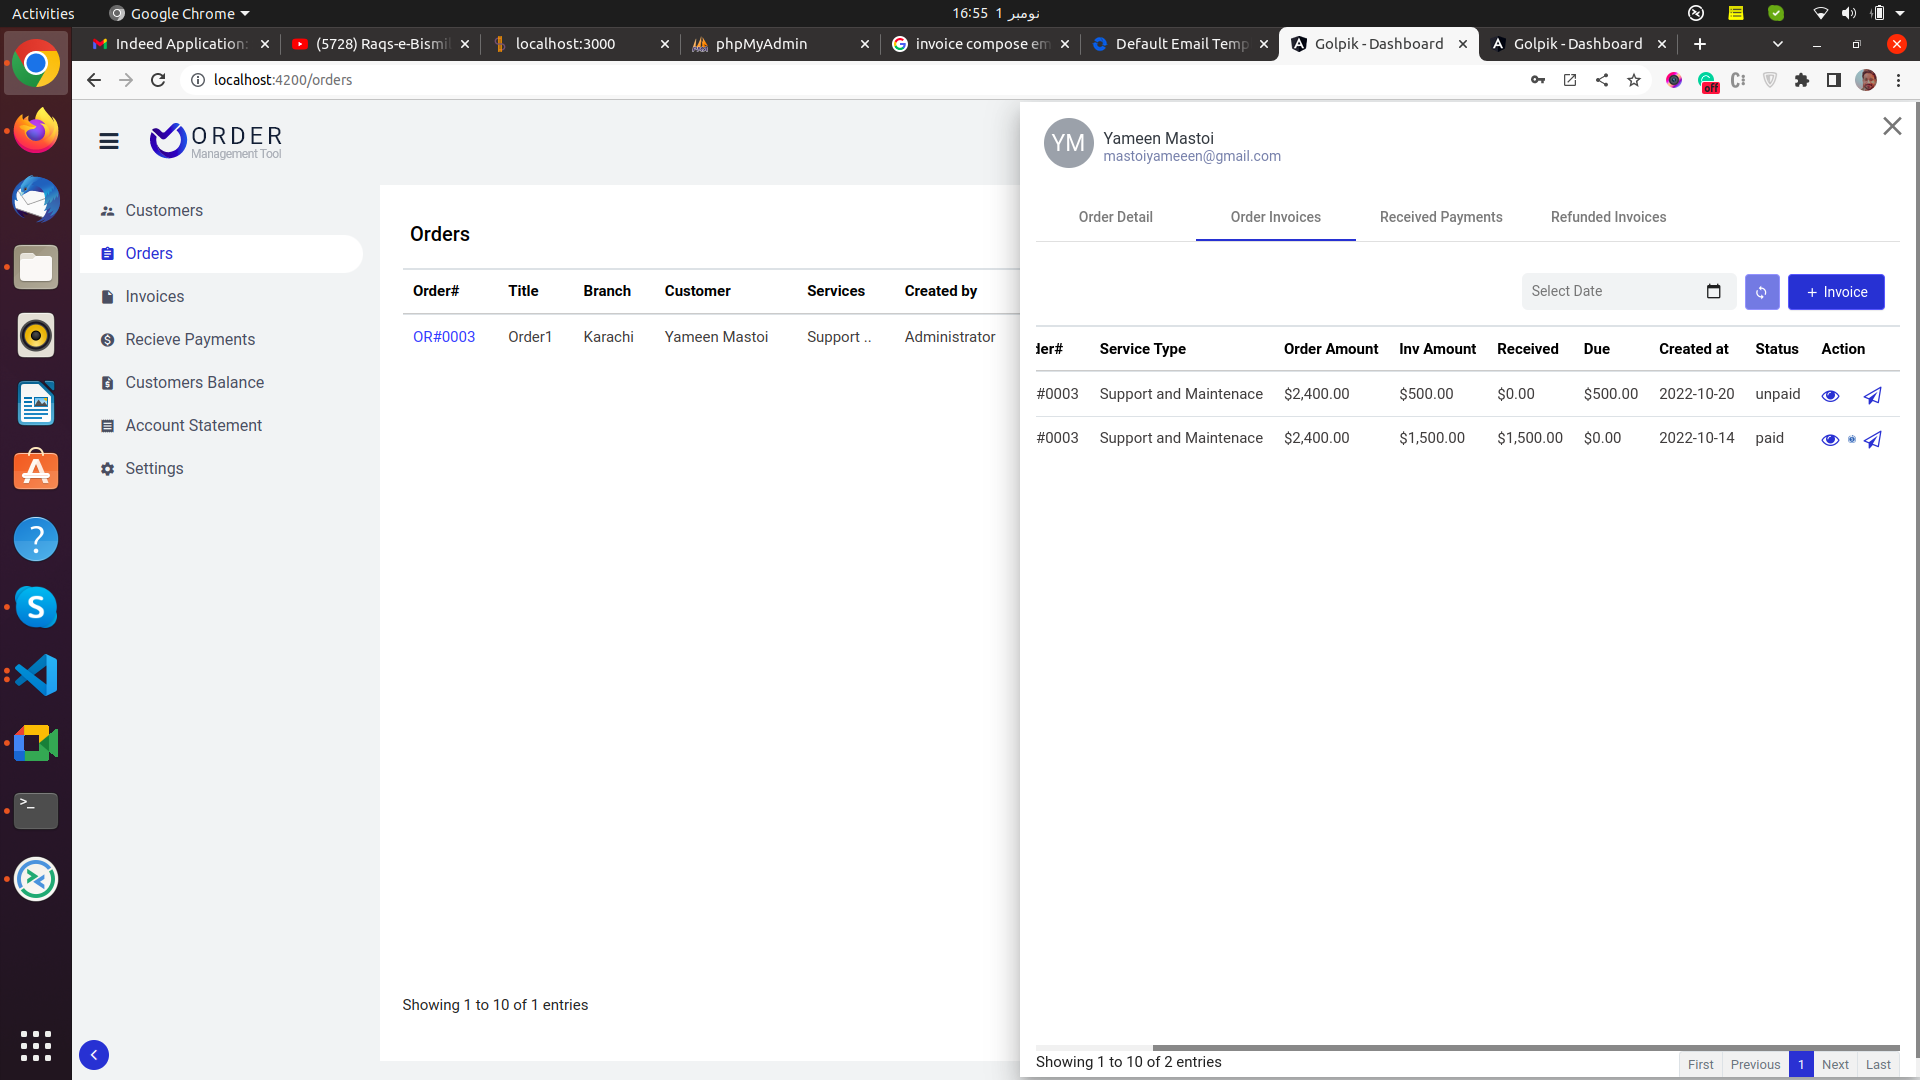 Activities
Google Chrome
16:55 1 نومبر
Indeed Application:
(5728) Raqs-e-Bismil
localhost:3000
phpMyAdmin
invoice compose em
Default Email Temp
Golpik - Dashboard
Golpik - Dashboard
localhost:4200/orders
off
ORDER
Management Tool
Customers
Orders
Invoices
Recieve Payments
Customers Balance
Account Statement
Settings
Orders
Order# Title Branch Customer Services Created by
OR#0003 Order1 Karachi Yameen Mastoi Support .. Administrator
Showing 1 to 10 of 1 entries
YM
Yameen Mastoi
mastoiyameeen@gmail.com
Order Detail Order Invoices Received Payments Refunded Invoices
Select Date
+ Invoice
der# Service Type Order Amount Inv Amount Received Due Created at Status Action
#0003 Support and Maintenace $2,400.00 $500.00 $0.00 $500.00 2022-10-20 unpaid
#0003 Support and Maintenace $2,400.00 $1,500.00 $1,500.00 $0.00 2022-10-14 paid
Showing 1 to 10 of 2 entries
First Previous 1 Next Last